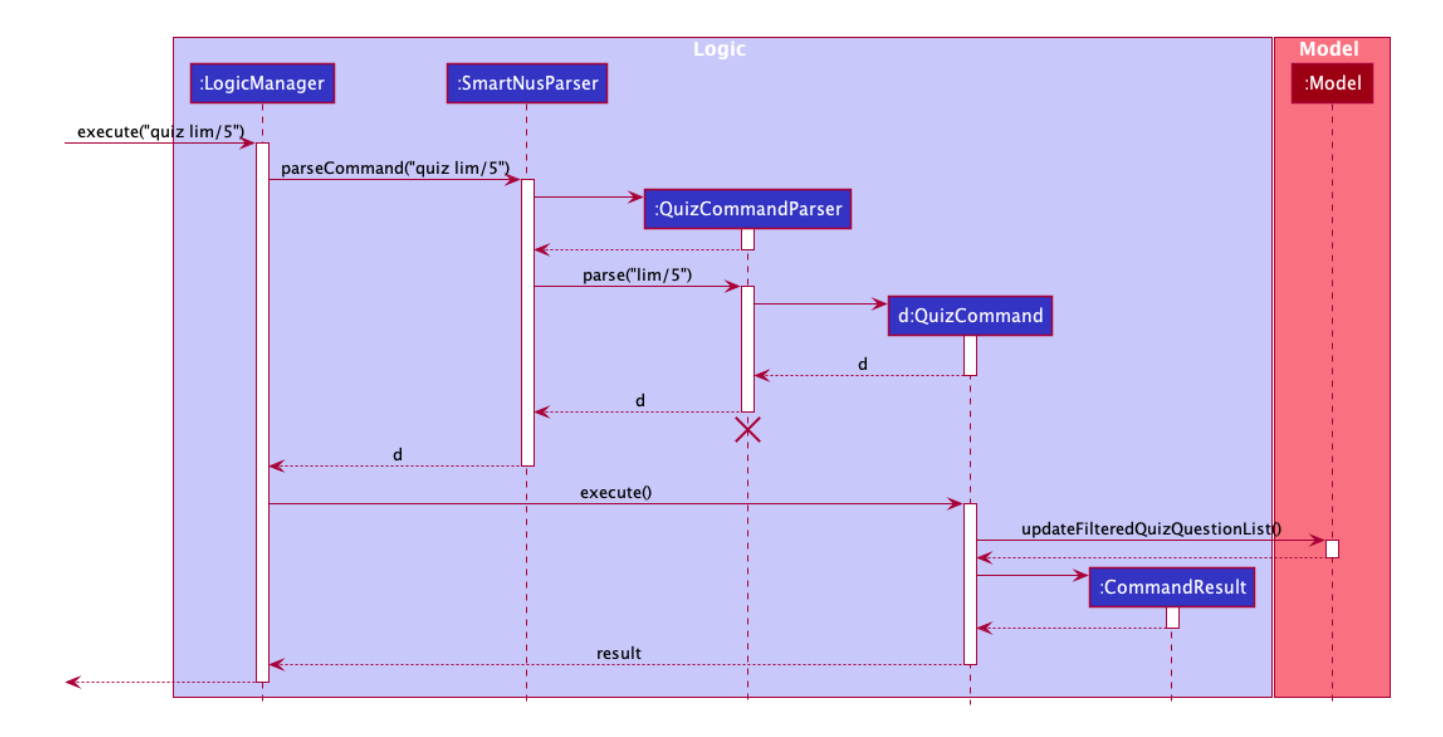 Logic
Model
:LogicManager
:SmartNusParser
:Model
execute("quiz lim/5")
parseCommand("quiz lim/5")
:QuizCommandParser
parse("lim/5")
d:QuizCommand
d
d
d
execute()
updateFilteredQuizQuestionList()
:CommandResult
result